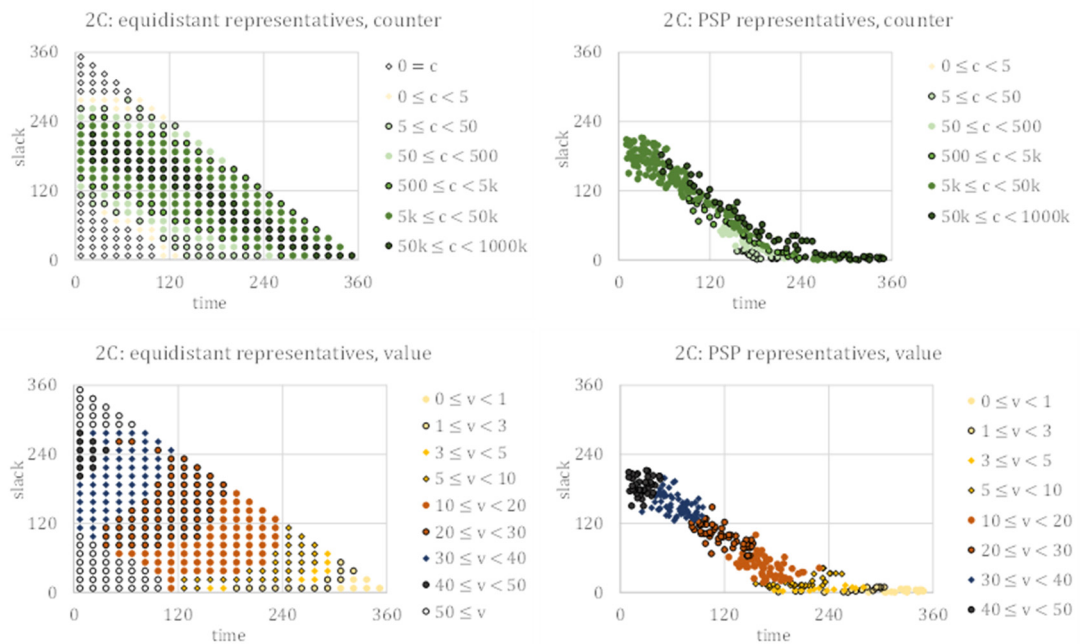 2C: equidistant representatives, counter
360
240
120
0
slack
0
120
240
360
time
0 = c
0 ≤ c < 5
5 ≤ c < 50
50 ≤ c < 500
500 ≤ c < 5k
5k ≤ c < 50k
50k ≤ c < 1000k
2C: PSP representatives, counter
360
240
120
0
slack
0
120
240
360
time
0 ≤ c < 5
5 ≤ c < 50
50 ≤ c < 500
500 ≤ c < 5k
5k ≤ c < 50k
50k ≤ c < 1000k
2C: equidistant representatives, value
360
240
120
0
slack
0
120
240
360
time
0 ≤ v < 1
1 ≤ v < 3
3 ≤ v < 5
5 ≤ v < 10
10 ≤ v < 20
20 ≤ v < 30
30 ≤ v < 40
40 ≤ v < 50
50 ≤ v
2C: PSP representatives, value
360
240
120
0
slack
0
120
240
360
time
0 ≤ v < 1
1 ≤ v < 3
3 ≤ v < 5
5 ≤ v < 10
10 ≤ v < 20
20 ≤ v < 30
30 ≤ v < 40
40 ≤ v < 50